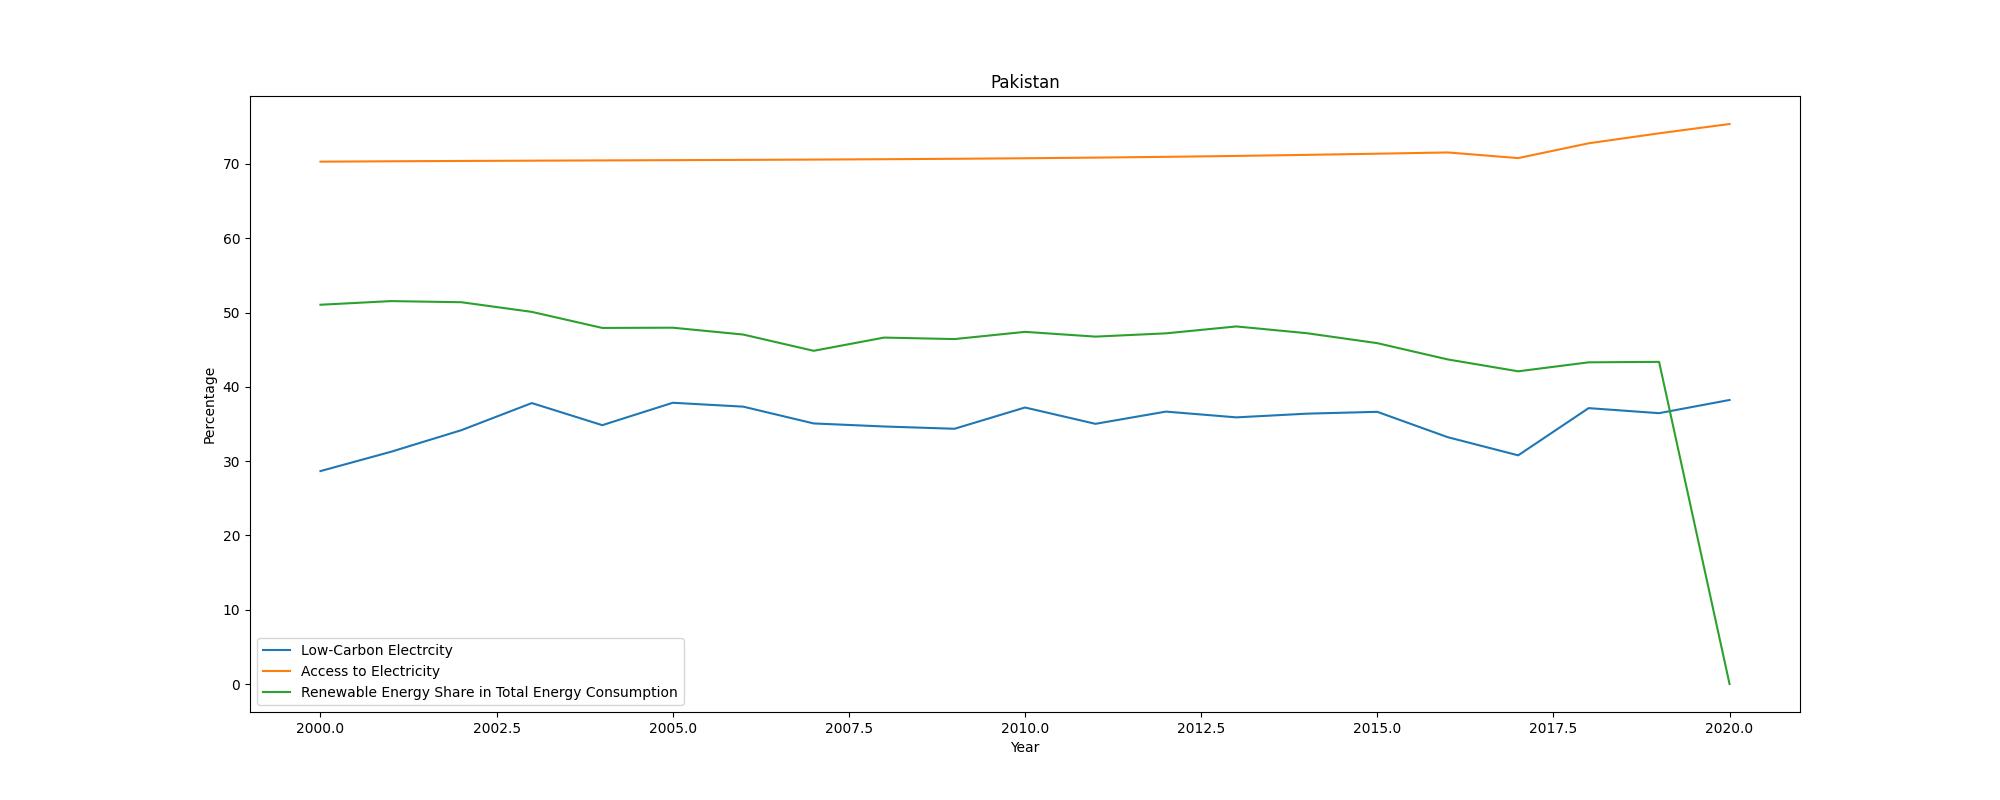 Pakistan
Percentage
70
60
50
40
30
20
10
0
Low-Carbon Electrcity
Access to Electricity
Renewable Energy Share in Total Energy Consumption
2000.0 2002.5 2005.0 2007.5 2010.0 2012.5 2015.0 2017.5 2020.0
Year